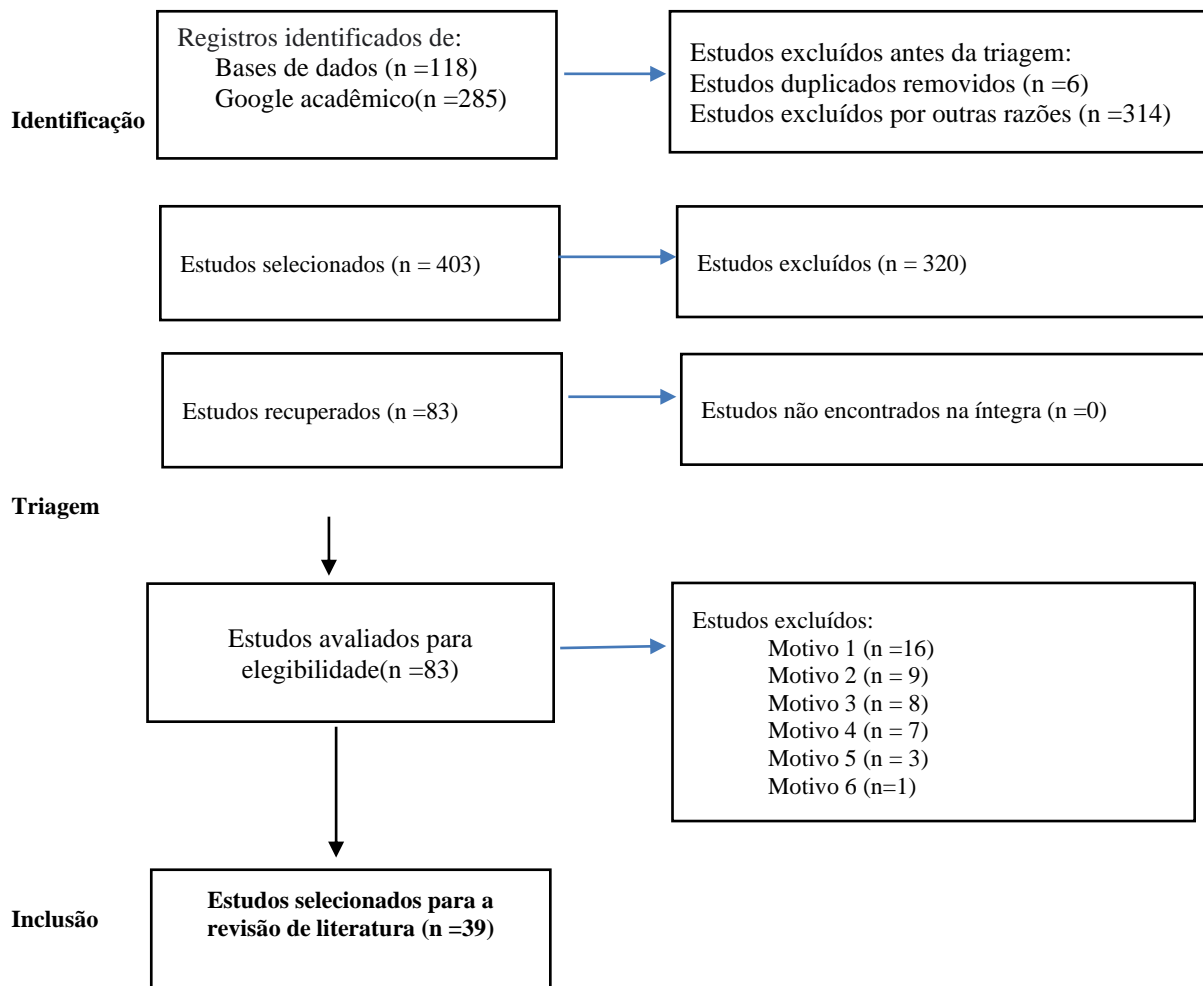 Registros identificados de:
Bases de dados (n =118)
Google acadêmico(n =285)
Estudos excluídos antes da triagem:
Estudos duplicados removidos (n =6)
Estudos excluídos por outras razões (n =314)
Identificação
Estudos selecionados (n = 403)
Estudos excluídos (n = 320)
Estudos recuperados (n =83)
Estudos não encontrados na íntegra (n =0)
Triagem
Estudos avaliados para
elegibilidade(n =83)
Estudos excluídos:
Motivo 1 (n =16)
Motivo 2 (n = 9)
Motivo 3 (n = 8)
Motivo 4 (n = 7)
Motivo 5 (n = 3)
Motivo 6 (n=1)
Inclusão
Estudos selecionados para a
revisão de literatura (n =39)